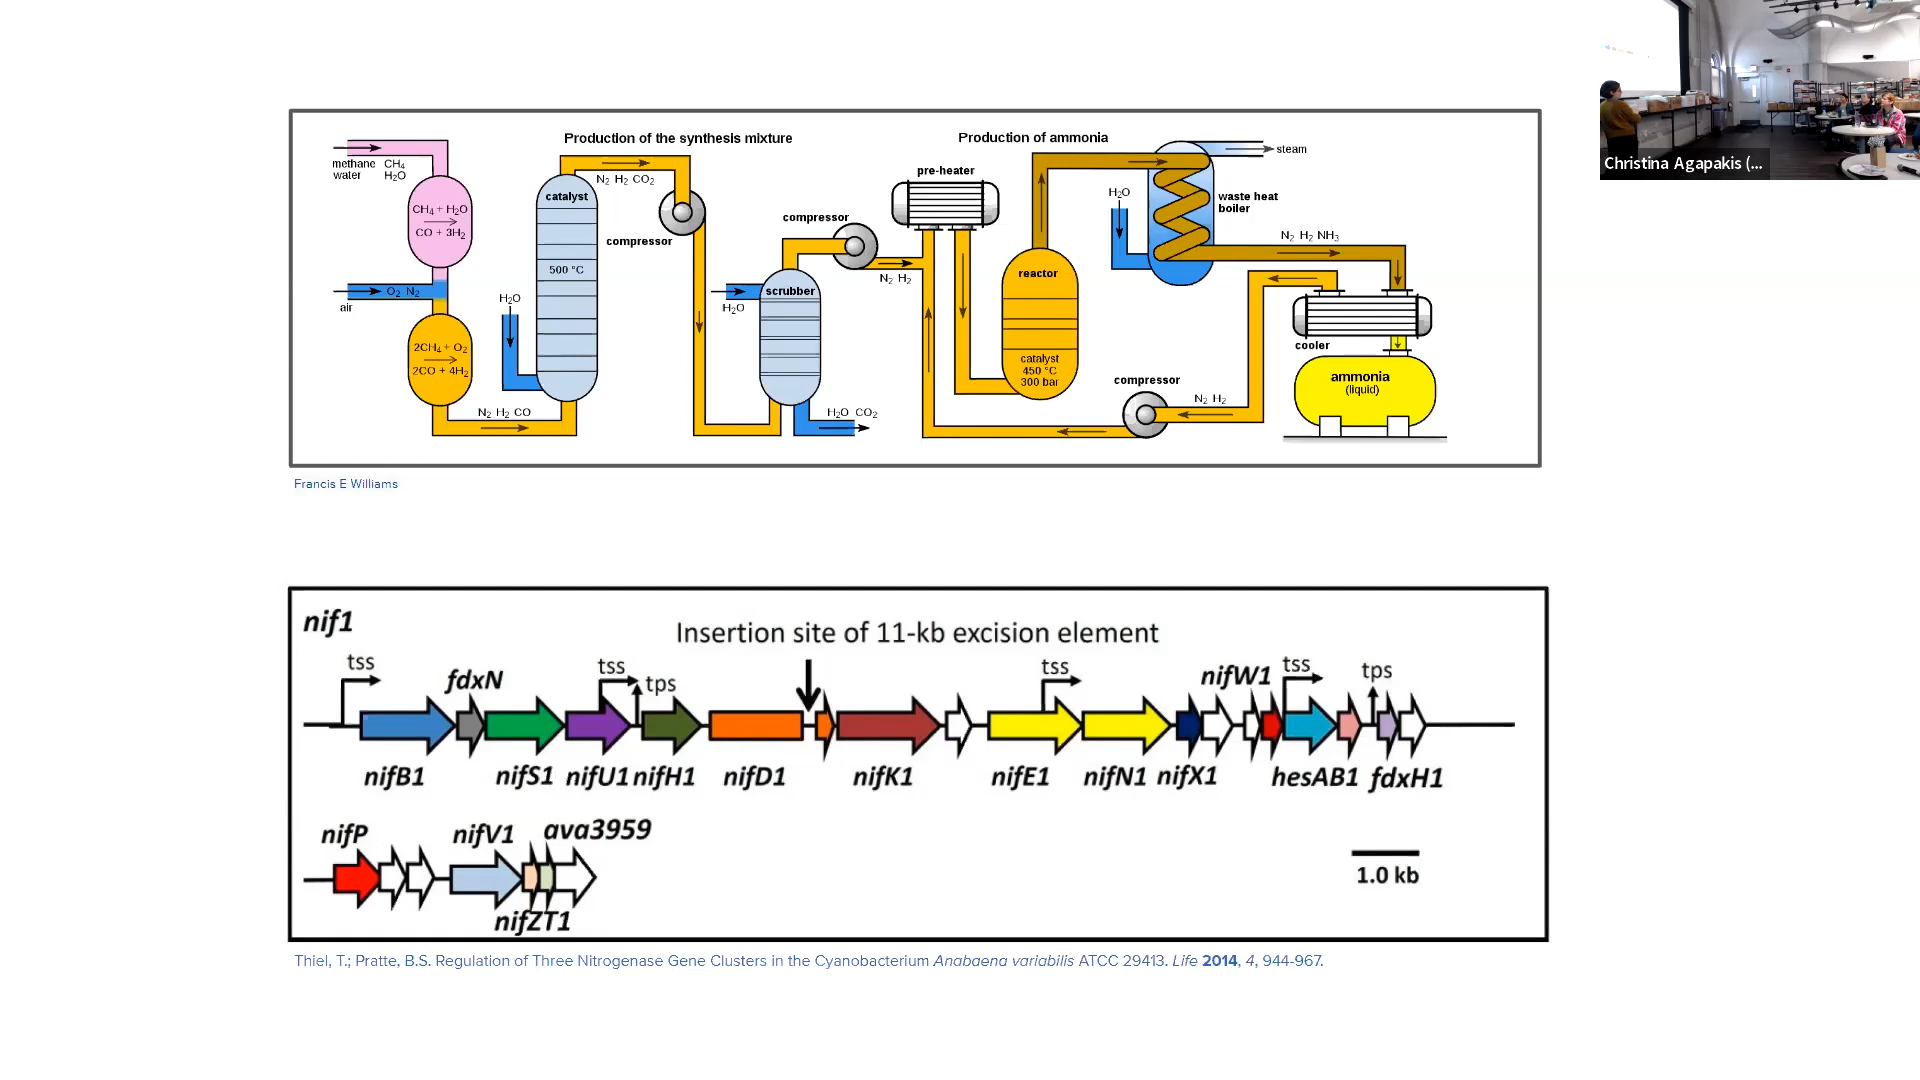 Production of the synthesis mixture
Production of ammonia
methane CH₄
water H₂O
CH₄ + H₂O
CO + 3H₂
air
O₂ N₂
2CH₄ + O₂
2CO + 4H₂
N₂ H₂ CO
H₂O
catalyst
500 °C
N₂ H₂ CO₂
compressor
H₂O
scrubber
H₂O CO₂
compressor
N₂ H₂
pre-heater
reactor
catalyst
450 °C
300 bar
H₂O
steam
waste heat
boiler
N₂ H₂ NH₃
cooler
ammonia
(liquid)
N₂ H₂
compressor
Francis E Williams
nif1
Insertion site of 11-kb excision element
tss
fdxN
tss
tps
tss
nifW1
tss
tps
nifB1 nifS1 nifU1 nifH1 nifD1 nifK1 nifE1 nifN1 nifX1 hesAB1 fdxH1
nifP
nifV1
ava3959
nifZT1
1.0 kb
Thiel, T.; Pratte, B.S. Regulation of Three Nitrogenase Gene Clusters in the Cyanobacterium Anabaena variabilis ATCC 29413. Life 2014, 4, 944-967.
Christina Agapakis (...